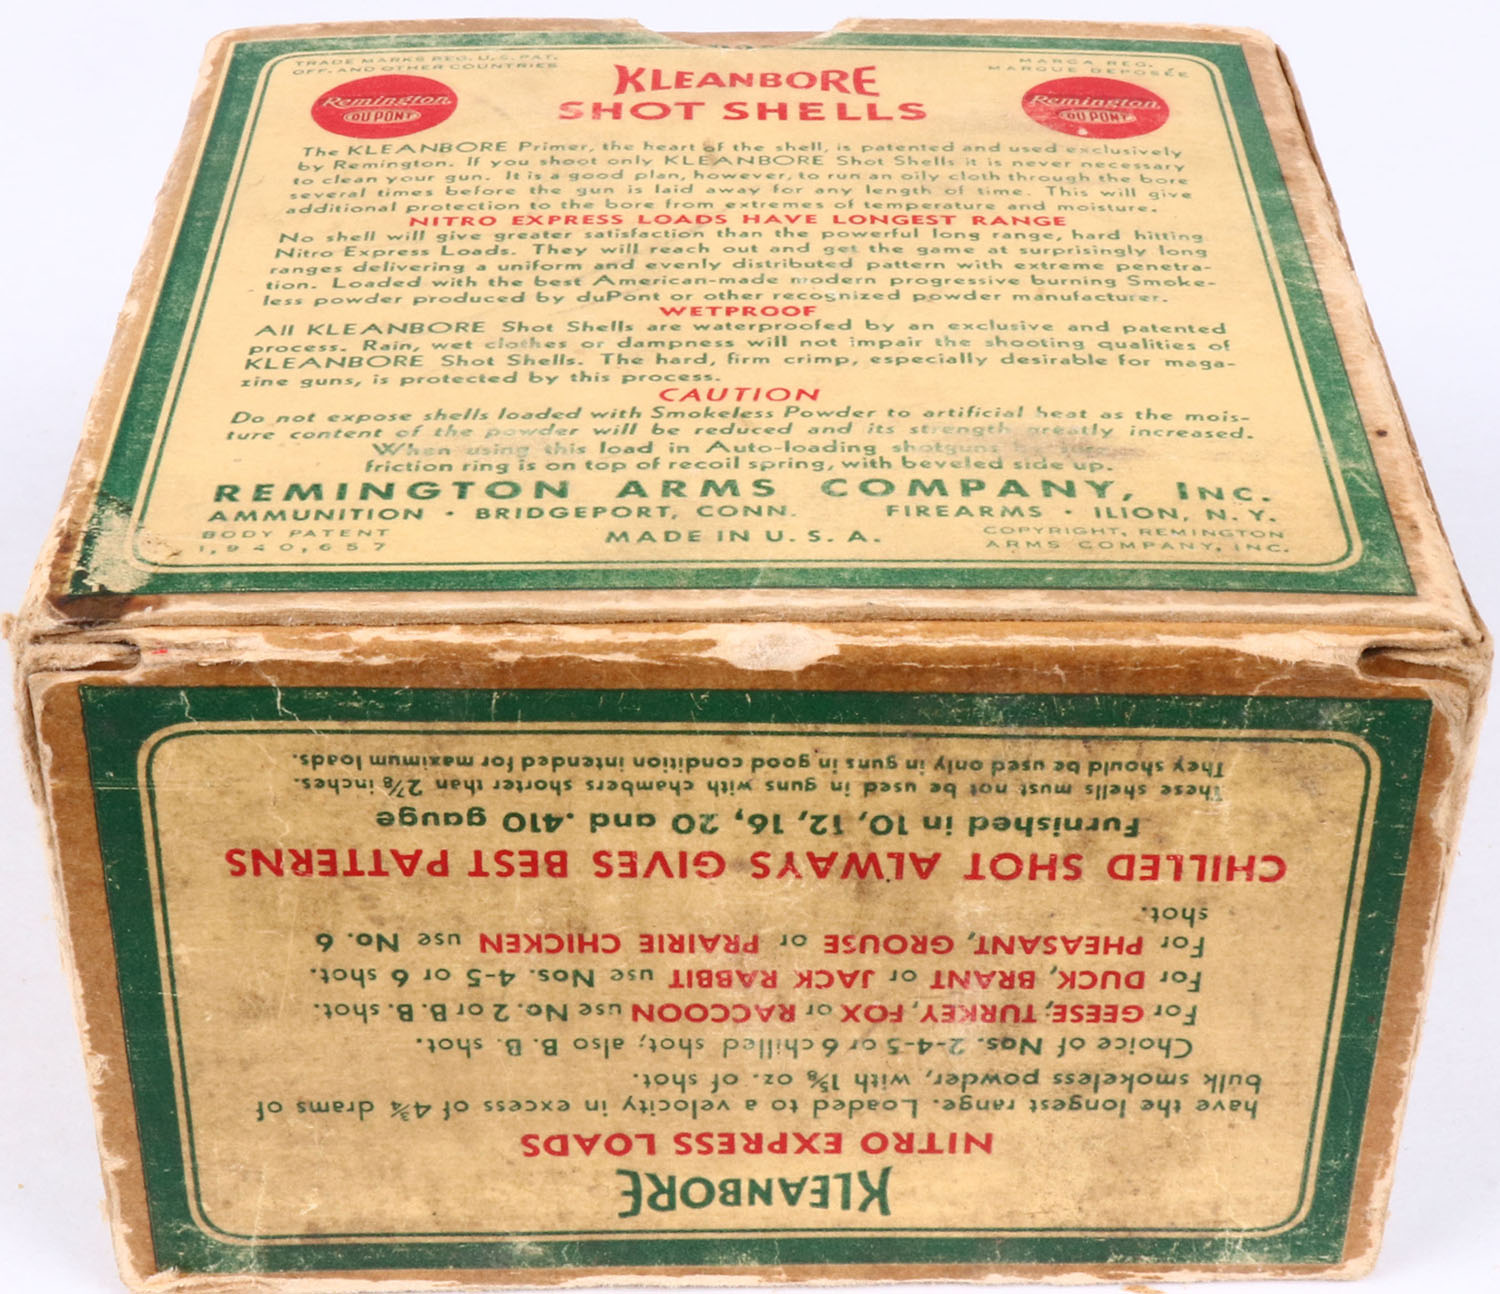 TRADE MARKS REG. U.S. PAT.
OFF. AND OTHER COUNTRIES
MARCA REG.
MARQUE DEPOSÉE
KLEANBORE
SHOT SHELLS
Remington
DU PONT
Remington
DU PONT
The KLEANBORE Primer, the heart of the shell, is patented and used exclusively
by Remington. If you shoot only KLEANBORE Shot Shells it is never necessary
to clean your gun. It is a good plan, however, to run an oily cloth through the bore
several times before the gun is laid away for any length of time. This will give
additional protection to the bore from extremes of temperature and moisture.
NITRO EXPRESS LOADS HAVE LONGEST RANGE
No shell will give greater satisfaction than the powerful long range, hard hitting
Nitro Express Loads. They will reach out and get the game at surprisingly long
ranges delivering a uniform and evenly distributed pattern with extreme penetra-
tion. Loaded with the best American-made modern progressive burning Smoke-
less powder produced by duPont or other recognized powder manufacturer.
WETPROOF
All KLEANBORE Shot Shells are waterproofed by an exclusive and patented
process. Rain, wet clothes or dampness will not impair the shooting qualities of
KLEANBORE Shot Shells. The hard, firm crimp, especially desirable for maga-
zine guns, is protected by this process.
CAUTION
Do not expose shells loaded with Smokeless Powder to artificial heat as the mois-
ture content of the powder will be reduced and its strength greatly increased.
When using this load in Auto-loading shotguns be
friction ring is on top of recoil spring, with beveled side up.
REMINGTON ARMS COMPANY, INC.
AMMUNITION • BRIDGEPORT, CONN. FIREARMS • ILION, N. Y.
BODY PATENT
1,940,657
MADE IN U. S. A.
COPYRIGHT, REMINGTON
ARMS COMPANY, INC.
KLEANBORE
NITRO EXPRESS LOADS
have the longest range. Loaded to a velocity in excess of 4¾ drams of
bulk smokeless powder, with 1⅝ oz. of shot.
Choice of Nos. 2-4-5 or 6 chilled shot; also B. B. shot.
For GEESE, TURKEY, FOX or RACCOON use No. 2 or B. B. shot.
For DUCK, BRANT or JACK RABBIT use Nos. 4-5 or 6 shot.
For PHEASANT, GROUSE or PRAIRIE CHICKEN use No. 6
shot.
CHILLED SHOT ALWAYS GIVES BEST PATTERNS
Furnished in 10, 12, 16, 20 and .410 gauge
These shells must not be used in guns with chambers shorter than 2⅞ inches.
They should be used only in guns in good condition intended for maximum loads.